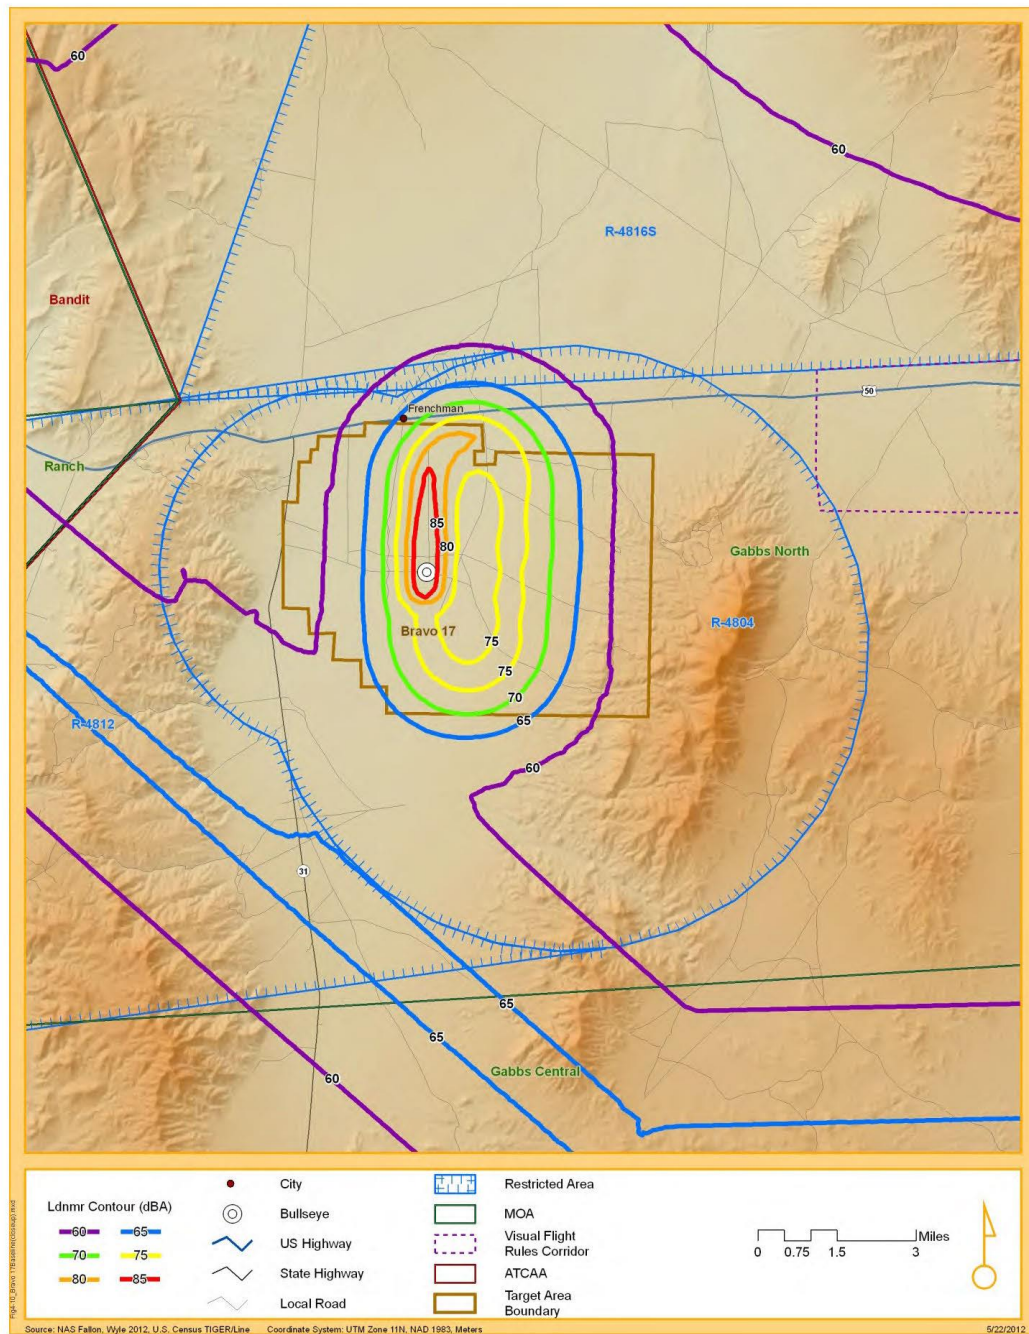 60
60
R-4816S
Bandit
50
Frenchman
Ranch
85
80
Gabbs North
R-4804
Bravo 17
75
75
70
65
R-4812
60
31
65
65
Gabbs Central
60
Ldnmr Contour (dBA)
60 65
70 75
80 85
City
Bullseye
US Highway
State Highway
Local Road
Restricted Area
MOA
Visual Flight
Rules Corridor
ATCAA
Target Area
Boundary
Miles
0 0.75 1.5 3
Source: NAS Fallon, Wyle 2012, U.S. Census TIGER/Line Coordinate System: UTM Zone 11N, NAD 1983, Meters 5/22/2012